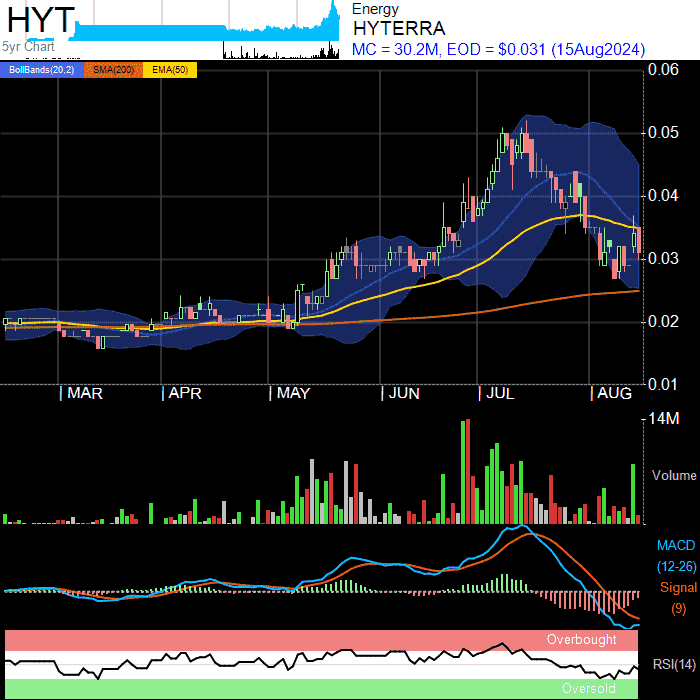 HYT
5yr Chart
Energy
HYTERRA
MC = 30.2M, EOD = $0.031 (15Aug2024)
BollBands(20,2) SMA(200) EMA(50)
0.06
0.05
0.04
0.03
0.02
0.01
MAR APR MAY JUN JUL AUG
14M
Volume
MACD
(12-26)
Signal
(9)
Overbought
RSI(14)
Oversold